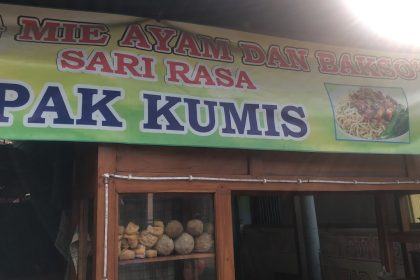 MIE AYAM DAN BAKSO
SARI RASA
PAK KUMIS